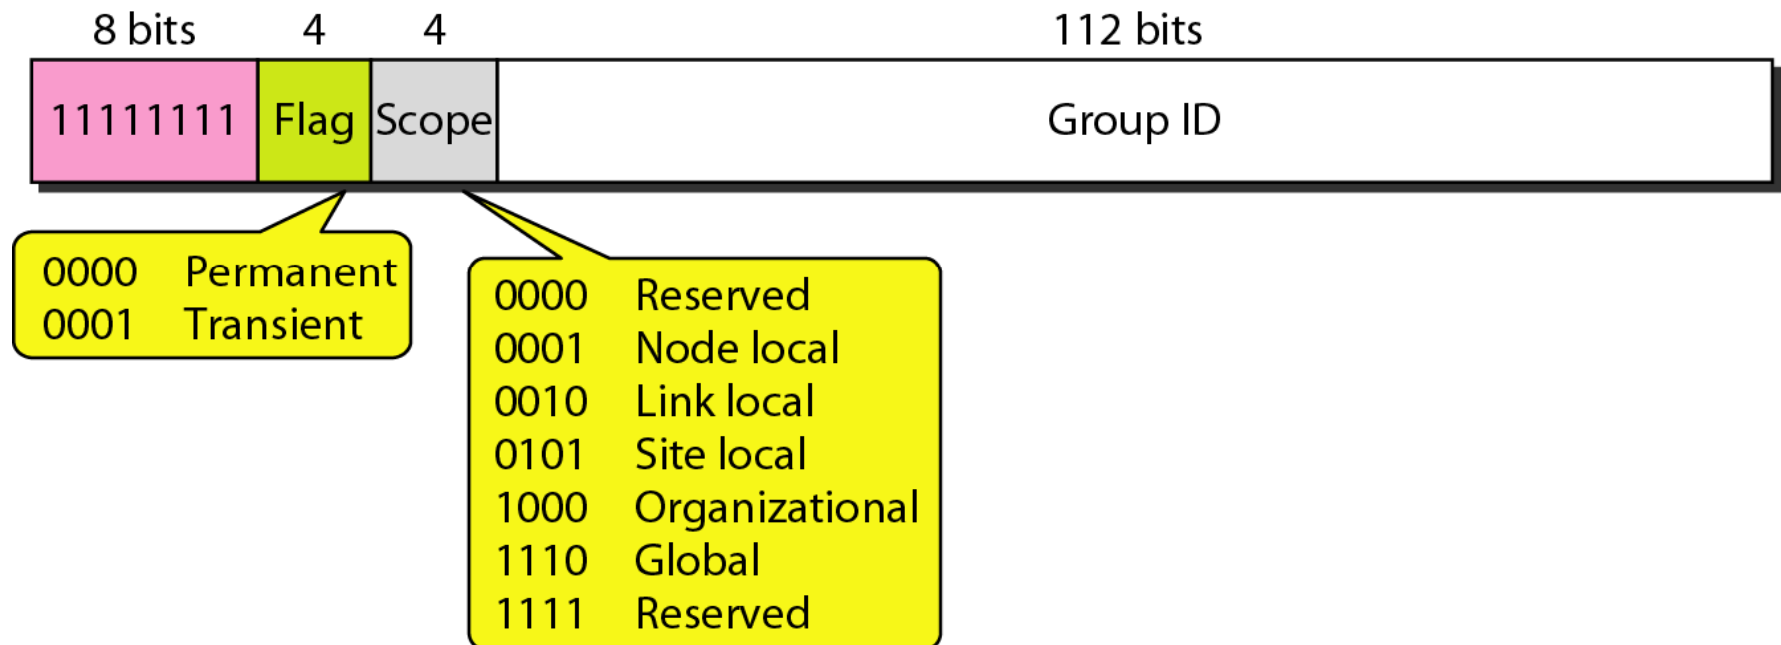 8 bits 4 4 112 bits
11111111 Flag Scope Group ID
0000 Permanent
0001 Transient
0000 Reserved
0001 Node local
0010 Link local
0101 Site local
1000 Organizational
1110 Global
1111 Reserved